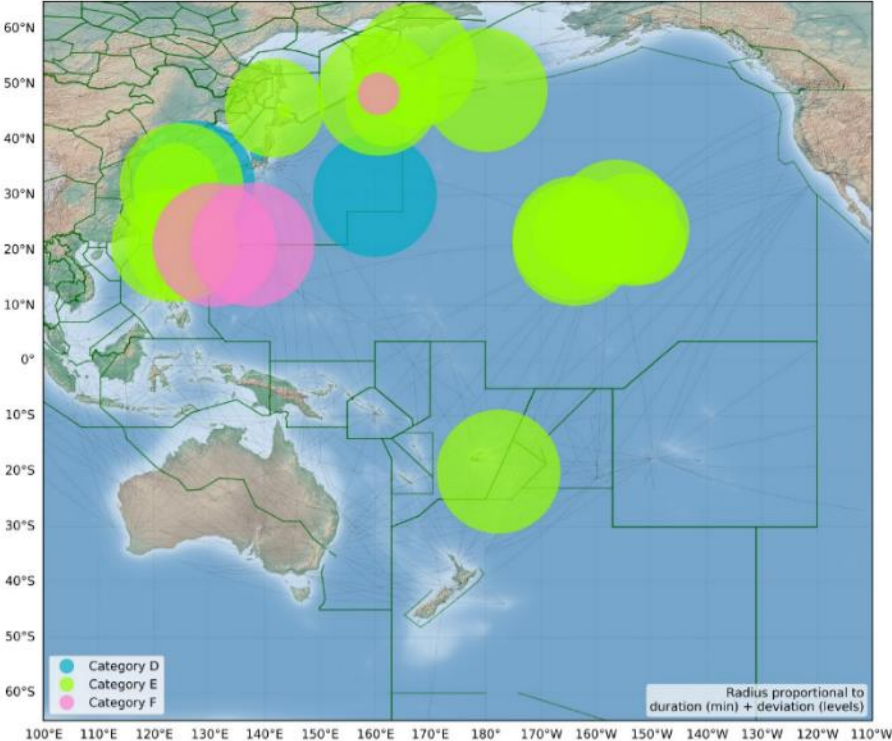 60°N
50°N
40°N
30°N
20°N
10°N
0°
10°S
20°S
30°S
40°S
50°S
60°S
Category D
Category E
Category F
Radius proportional to
duration (min) + deviation (levels)
100°E 110°E 120°E 130°E 140°E 150°E 160°E 170°E 180° 170°W 160°W 150°W 140°W 130°W 120°W 110°W